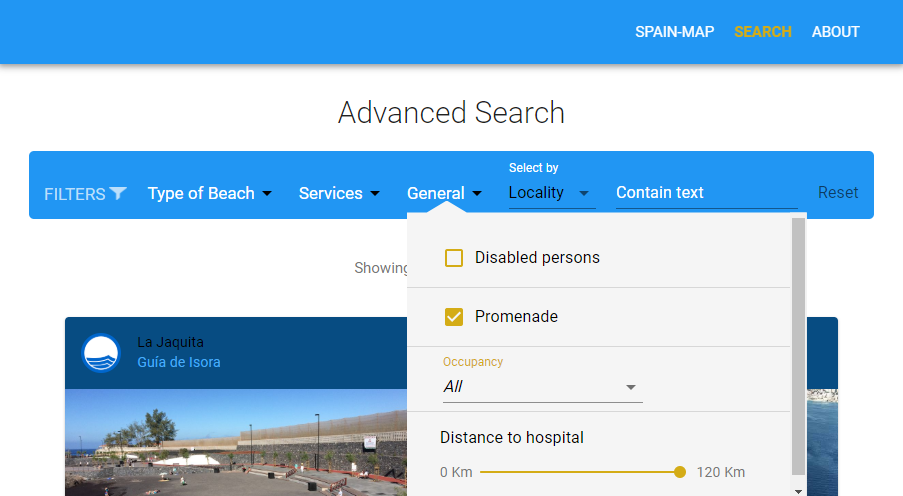 SPAIN-MAP SEARCH ABOUT
Advanced Search
FILTERS Type of Beach Services General Select by Locality Contain text Reset
Showing
Disabled persons
Promenade
Occupancy
All
Distance to hospital
0 Km 120 Km
La Jaquita
Guía de Isora